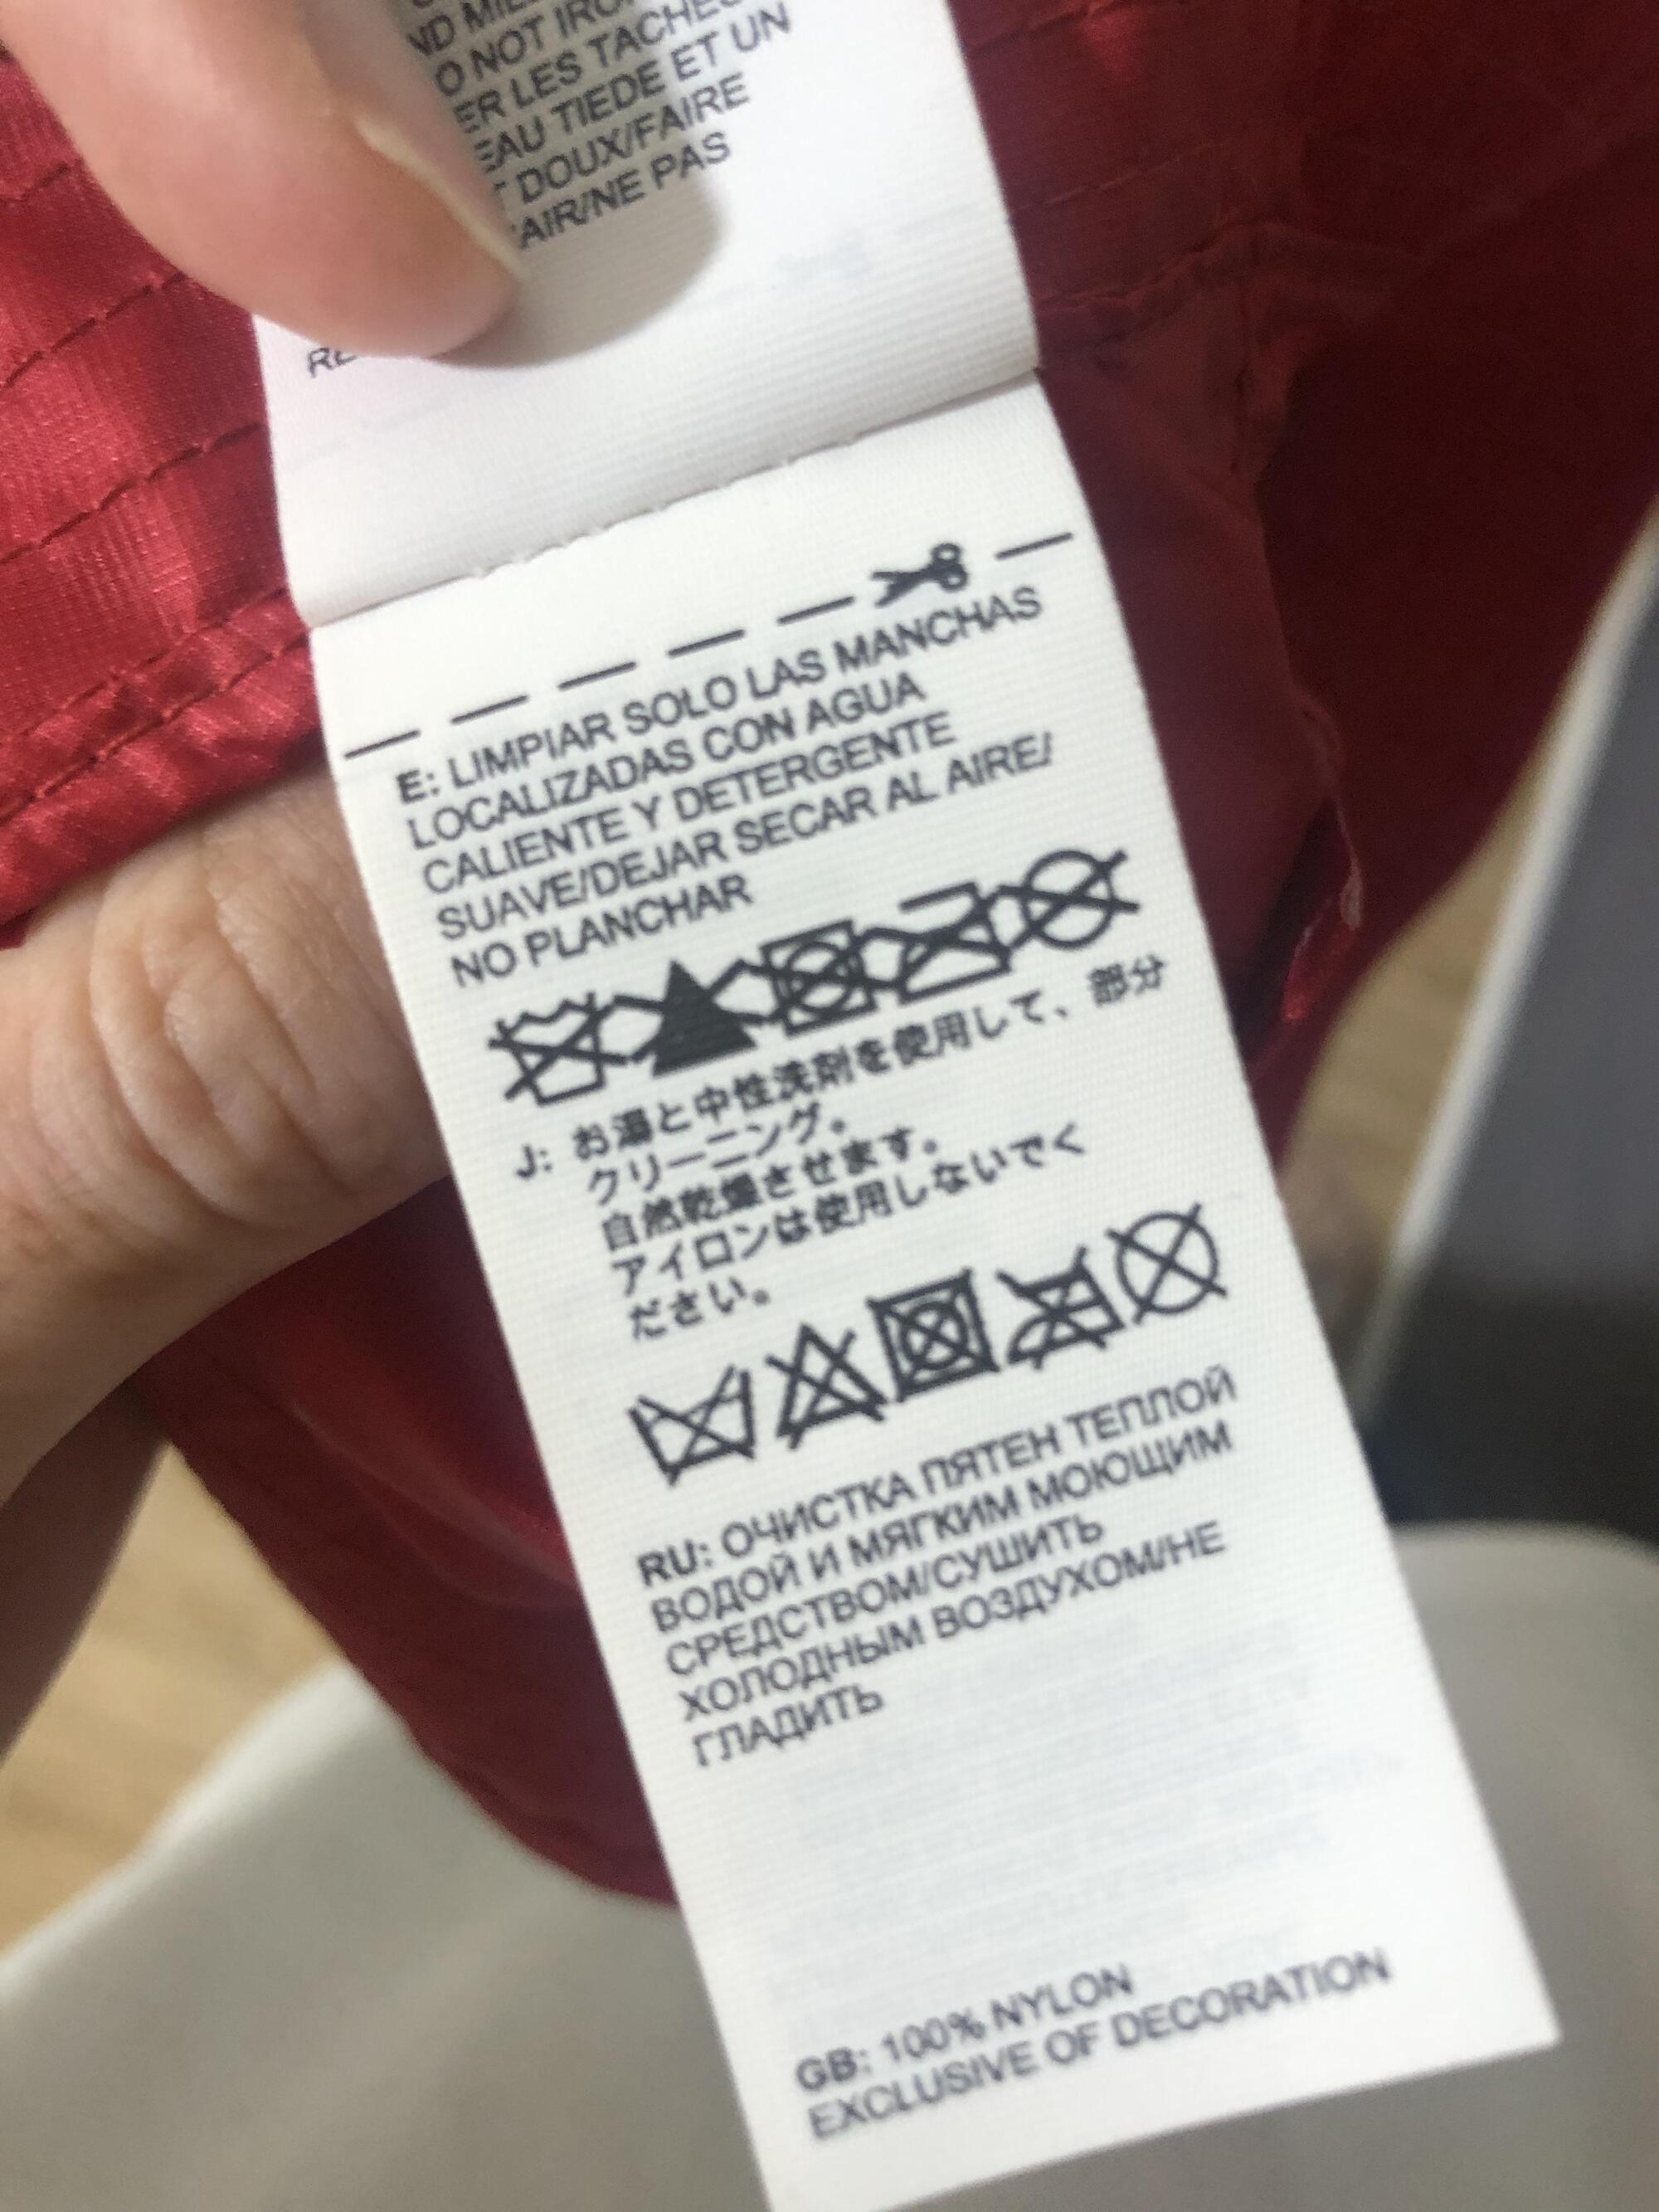 ND MIL
O NOT IRO
ER LES TACHES
EAU TIEDE ET UN
T DOUX/FAIRE
AIR/NE PAS
RE
E: LIMPIAR SOLO LAS MANCHAS
LOCALIZADAS CON AGUA
CALIENTE Y DETERGENTE
SUAVE/DEJAR SECAR AL AIRE/
NO PLANCHAR
J: お湯と中性洗剤を使用して、部分
クリーニング。
自然乾燥させます。
アイロンは使用しないでく
ださい。
RU: ОЧИСТКА ПЯТЕН ТЕПЛОЙ
ВОДОЙ И МЯГКИМ МОЮЩИМ
СРЕДСТВОМ/СУШИТЬ
ХОЛОДНЫМ ВОЗДУХОМ/НЕ
ГЛАДИТЬ
GB: 100% NYLON
EXCLUSIVE OF DECORATION